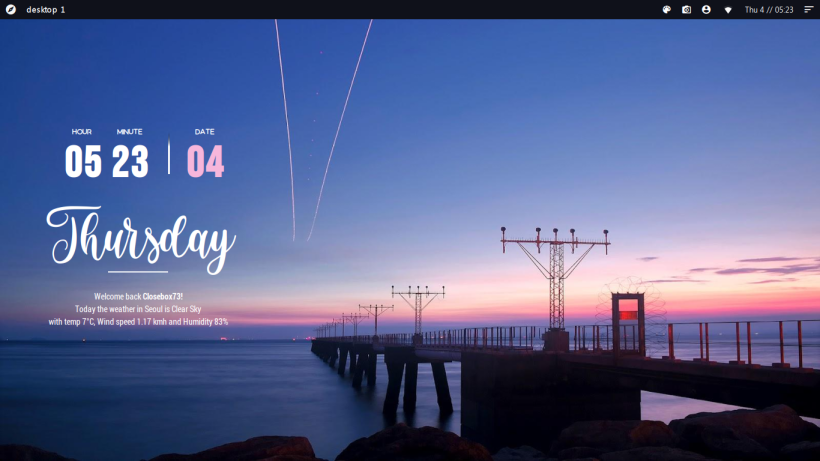 desktop 1
Thu 4 // 05:23
HOUR MINUTE DATE
05 23 04
Thursday
Welcome back Closebox73!
Today the weather in Seoul is Clear Sky
with temp 7°C, Wind speed 1.17 kmh and Humidity 83%